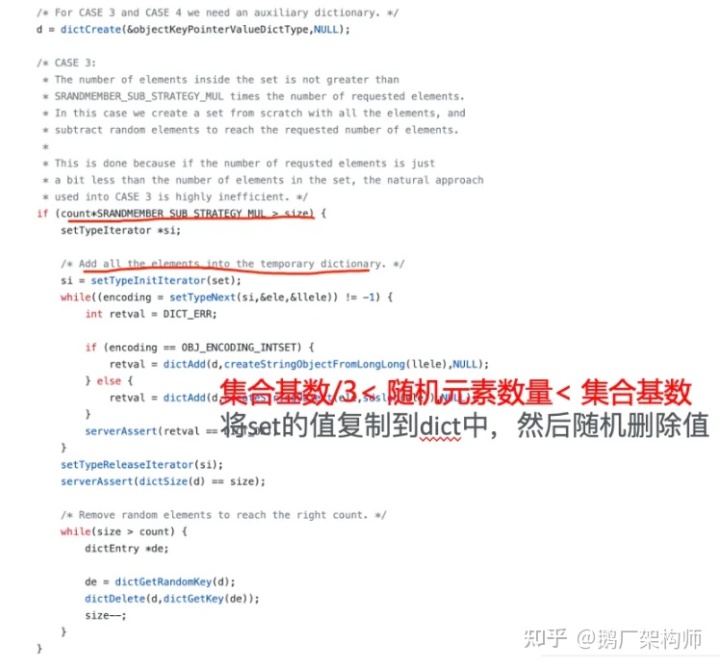 /* For CASE 3 and CASE 4 we need an auxiliary dictionary. */
d = dictCreate(&objectKeyPointerValueDictType,NULL);
/* CASE 3:
* The number of elements inside the set is not greater than
* SRANDMEMBER_SUB_STRATEGY_MUL times the number of requested elements.
* In this case we create a set from scratch with all the elements, and
* subtract random elements to reach the requested number of elements.
*
* This is done because if the number of requsted elements is just
* a bit less than the number of elements in the set, the natural approach
* used into CASE 3 is highly inefficient. */
if (count*SRANDMEMBER_SUB_STRATEGY_MUL > size) {
setTypeIterator *si;
/* Add all the elements into the temporary dictionary. */
si = setTypeInitIterator(set);
while((encoding = setTypeNext(si,&ele,&llele)) != -1) {
int retval = DICT_ERR;
if (encoding == OBJ_ENCODING_INTSET) {
retval = dictAdd(d,createStringObjectFromLongLong(llele),NULL);
} else {
retval = dictAdd(d,
集合基数/3< 随机元素数量< 集合基数
}
serverAssert(retval ==
将set的值复制到dict中，然后随机删除值
}
setTypeReleaseIterator(si);
serverAssert(dictSize(d) == size);
/* Remove random elements to reach the right count. */
while(size > count) {
dictEntry *de;
de = dictGetRandomKey(d);
dictDelete(d,dictGetKey(de));
size--;
}
}
知乎 @鹅厂架构师